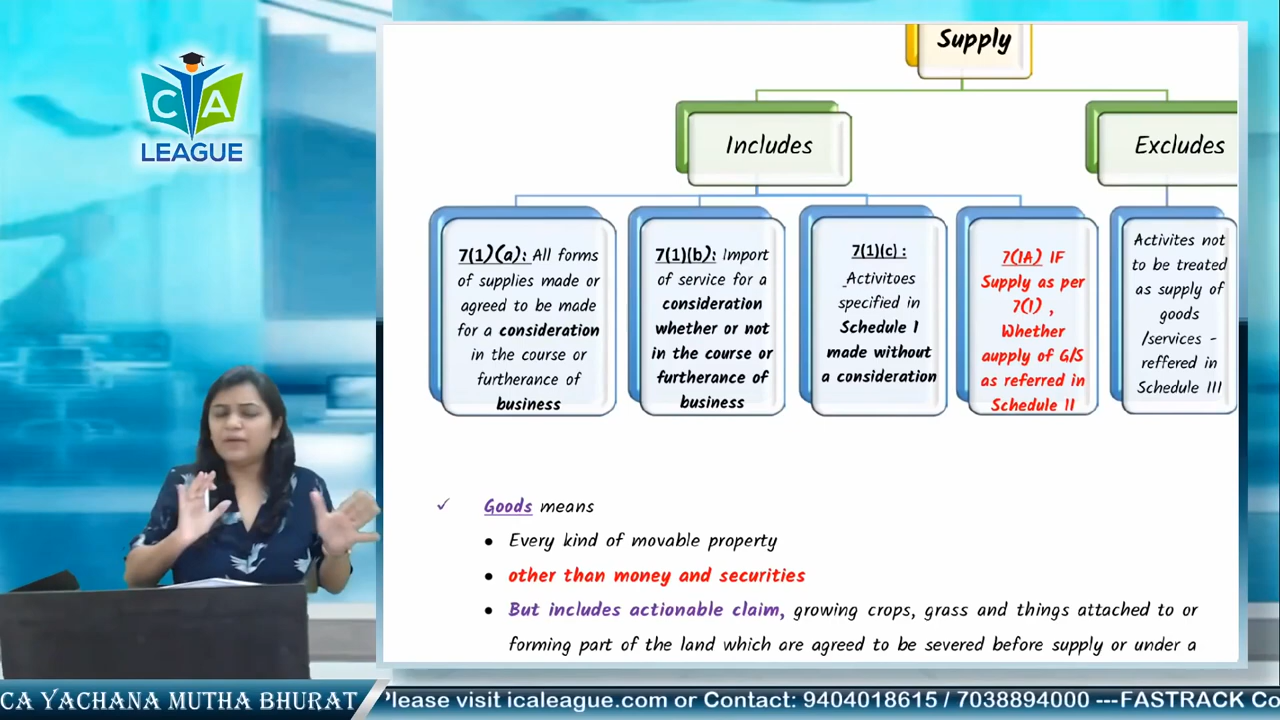 CA
LEAGUE
Supply
Includes
Excludes
7(1)(a): All forms
of supplies made or
agreed to be made
for a consideration
in the course or
furtherance of
business
7(1)(b): Import
of service for a
consideration
whether or not
in the course or
furtherance of
business
7(1)(c) :
Activitoes
specified in
Schedule I
made without
a consideration
7(1A) IF
Supply as per
7(1) ,
Whether
aupply of G/S
as referred in
Schedule II
Activites not
to be treated
as supply of
goods
/services -
reffered in
Schedule III
✓ Goods means
• Every kind of movable property
• other than money and securities
• But includes actionable claim, growing crops, grass and things attached to or
forming part of the land which are agreed to be severed before supply or under a
CA YACHANA MUTHA BHURAT
Please visit icaleague.com or Contact: 9404018615 / 7038894000 ---FASTRACK Co